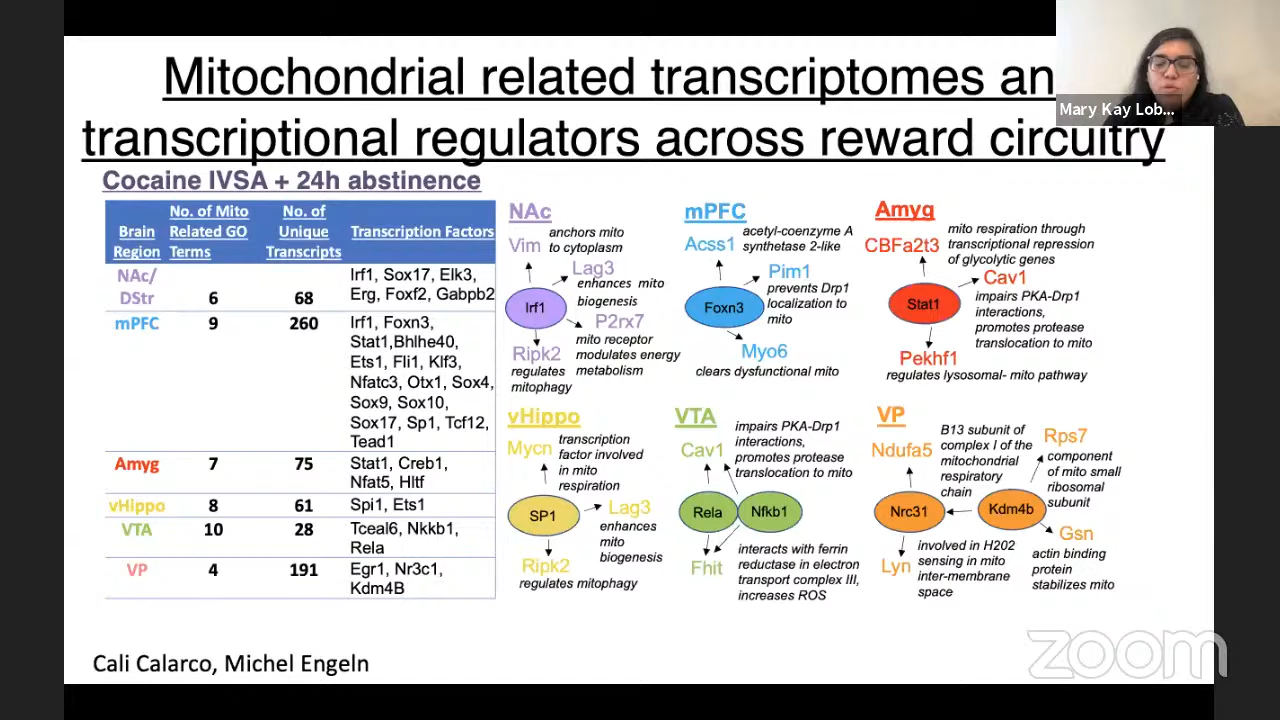 Mitochondrial related transcriptomes an
transcriptional regulators across reward circuitry
Mary Kay Lob...
Cocaine IVSA + 24h abstinence
Brain Region
No. of Mito Related GO Terms
No. of Unique Transcripts
Transcription Factors
NAc/
DStr
6
68
Irf1, Sox17, Elk3,
Erg, Foxf2, Gabpb2
mPFC
9
260
Irf1, Foxn3,
Stat1,Bhlhe40,
Ets1, Fli1, Klf3,
Nfatc3, Otx1, Sox4,
Sox9, Sox10,
Sox17, Sp1, Tcf12,
Tead1
Amyg
7
75
Stat1, Creb1,
Nfat5, Hltf
vHippo
8
61
Spi1, Ets1
VTA
10
28
Tceal6, Nkkb1,
Rela
VP
4
191
Egr1, Nr3c1,
Kdm4B
NAc
Vim
anchors mito
to cytoplasm
Lag3
enhances mito
biogenesis
Irf1
P2rx7
mito receptor
modulates energy
metabolism
Ripk2
regulates
mitophagy
mPFC
Acss1
acetyl-coenzyme A
synthetase 2-like
Pim1
prevents Drp1
localization to
mito
Foxn3
Myo6
clears dysfunctional mito
Amyg
CBFa2t3
mito respiration through
transcriptional repression
of glycolytic genes
Cav1
impairs PKA-Drp1
interactions,
promotes protease
translocation to mito
Stat1
Pekhf1
regulates lysosomal- mito pathway
vHippo
Mycn
transcription
factor involved
in mito
respiration
SP1
Lag3
enhances
mito
biogenesis
Ripk2
regulates mitophagy
VTA
Cav1
impairs PKA-Drp1
interactions,
promotes protease
translocation to mito
Rela
Nfkb1
Fhit
interacts with ferrin
reductase in electron
transport complex III,
increases ROS
VP
Ndufa5
B13 subunit of
complex I of the
mitochondrial
respiratory
chain
Rps7
component
of mito small
ribosomal
subunit
Nrc31
Kdm4b
Lyn
involved in H202
sensing in mito
inter-membrane
space
Gsn
actin binding
protein
stabilizes mito
Cali Calarco, Michel Engeln
zoom